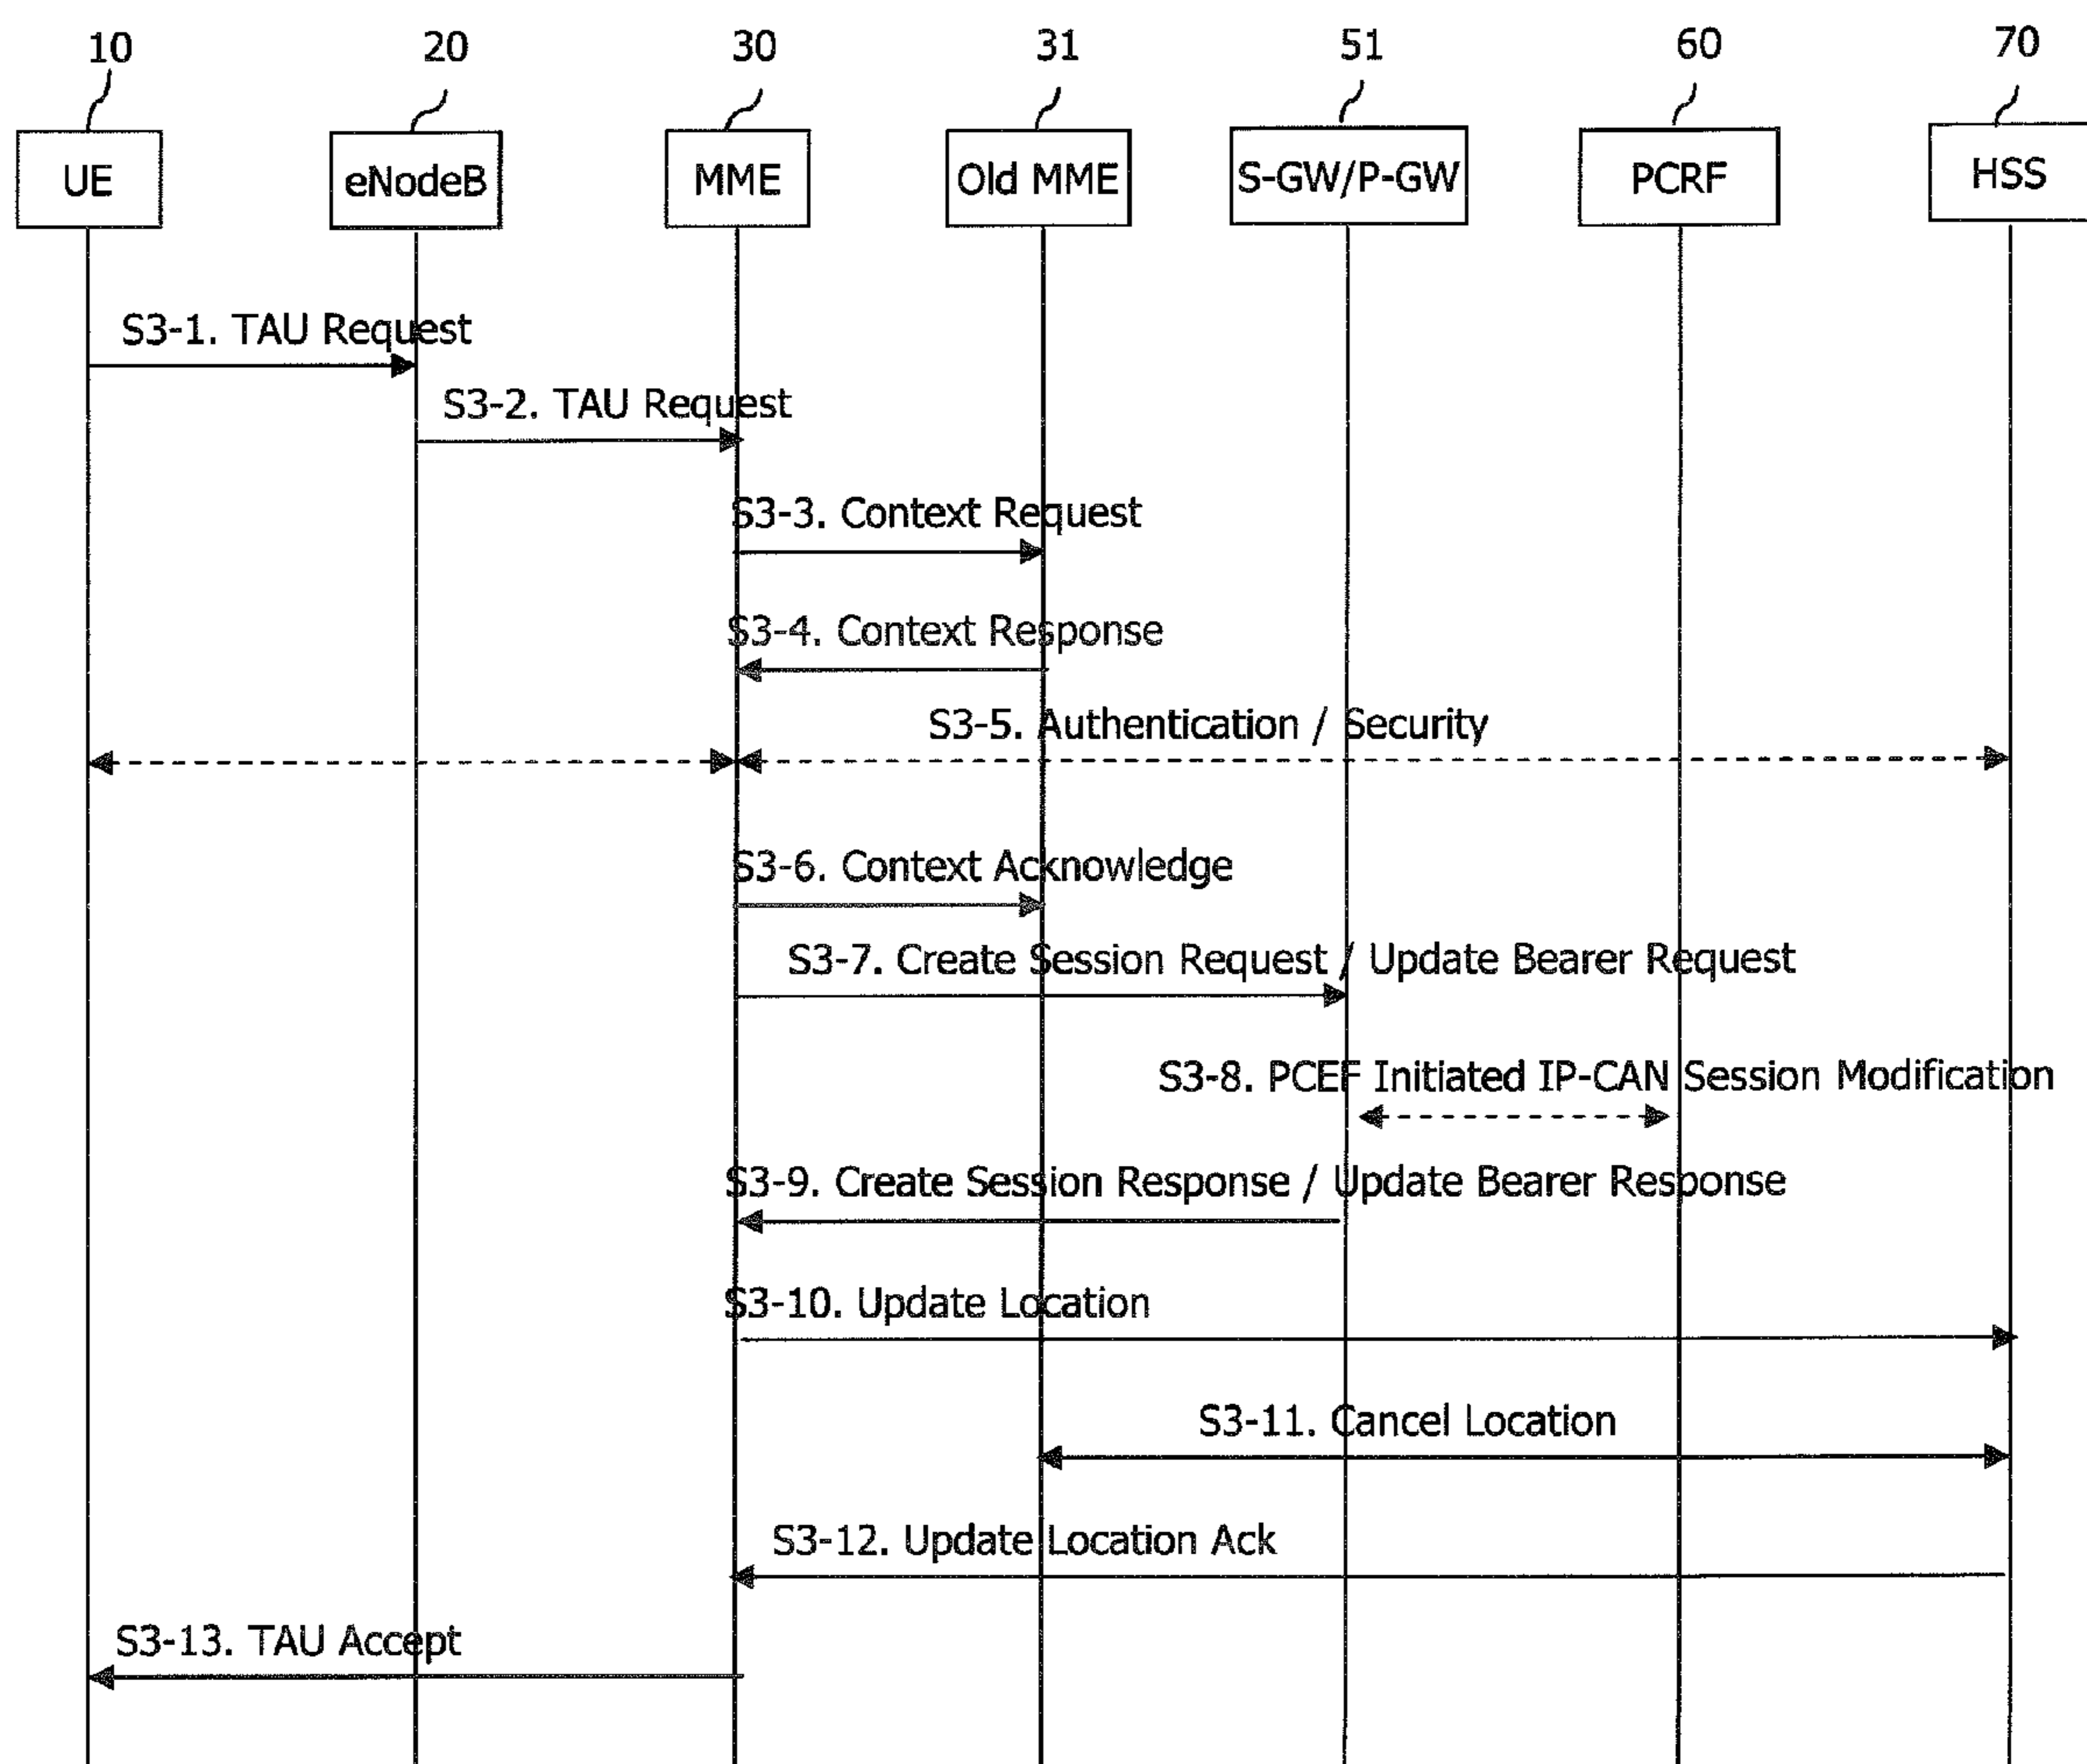 10 20 30 31 51 60 70
UE eNodeB MME Old MME S-GW/P-GW PCRF HSS
S3-1. TAU Request
S3-2. TAU Request
S3-3. Context Request
S3-4. Context Response
S3-5. Authentication / Security
S3-6. Context Acknowledge
S3-7. Create Session Request / Update Bearer Request
S3-8. PCEF Initiated IP-CAN Session Modification
S3-9. Create Session Response / Update Bearer Response
S3-10. Update Location
S3-11. Cancel Location
S3-12. Update Location Ack
S3-13. TAU Accept